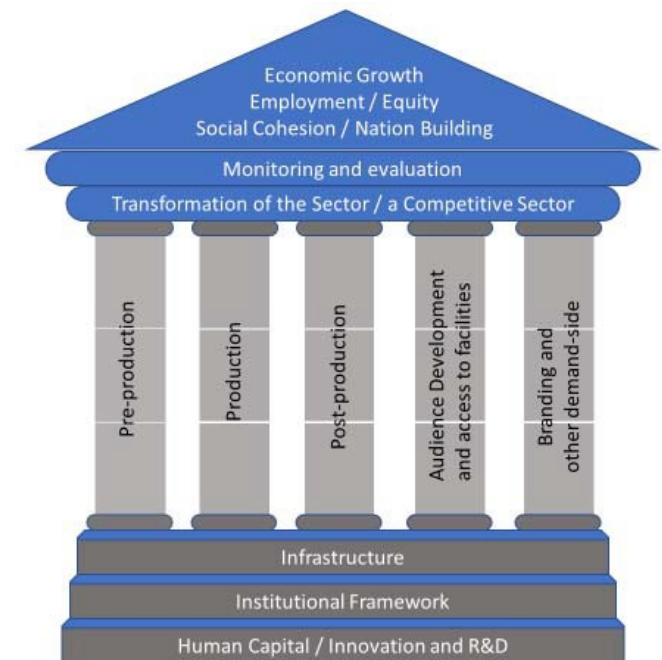 Economic Growth
Employment / Equity
Social Cohesion / Nation Building
Monitoring and evaluation
Transformation of the Sector / a Competitive Sector
Pre-production
Production
Post-production
Audience Development
and access to facilities
Branding and
other demand-side
Infrastructure
Institutional Framework
Human Capital / Innovation and R&D